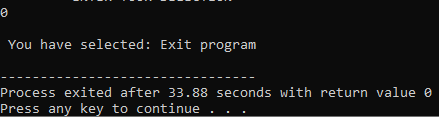 0
You have selected: Exit program
--------------------------------
Process exited after 33.88 seconds with return value 0
Press any key to continue . . .